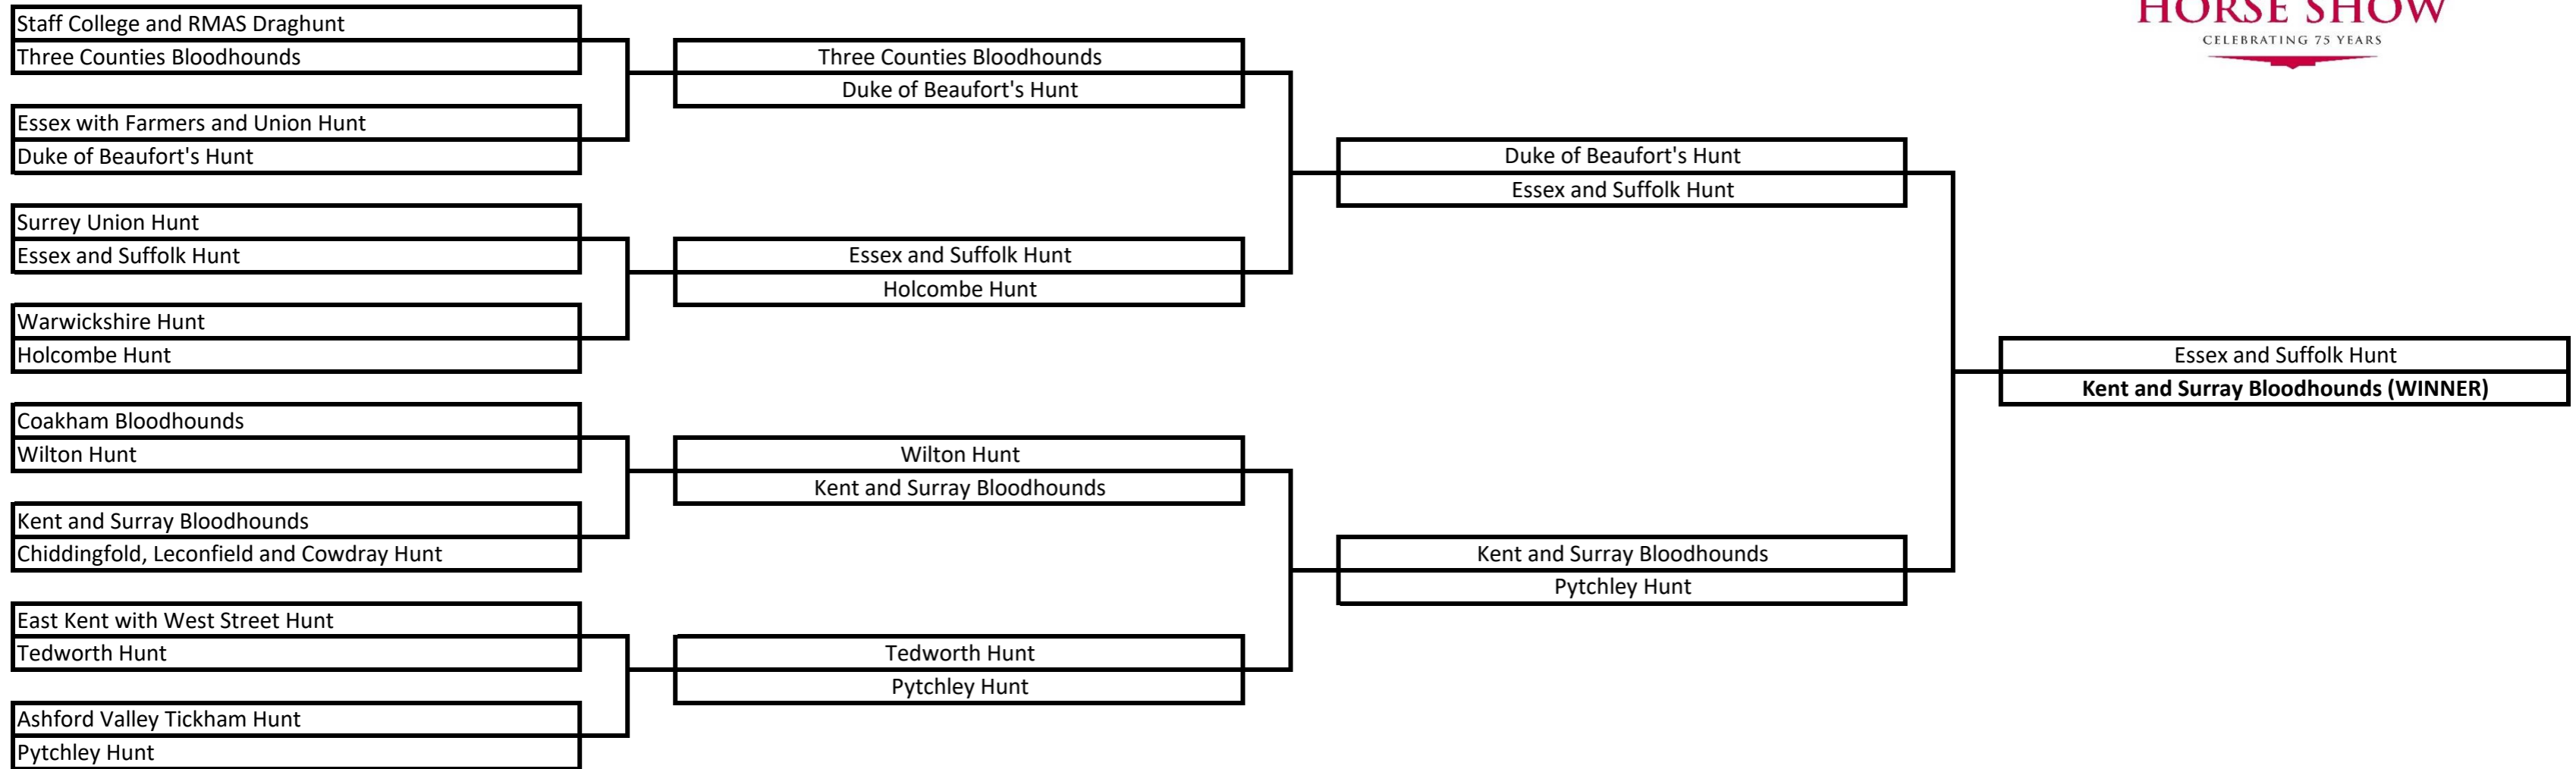 HORSE SHOW
CELEBRATING 75 YEARS
Staff College and RMAS Draghunt
Three Counties Bloodhounds
Essex with Farmers and Union Hunt
Duke of Beaufort's Hunt
Surrey Union Hunt
Essex and Suffolk Hunt
Warwickshire Hunt
Holcombe Hunt
Coakham Bloodhounds
Wilton Hunt
Kent and Surray Bloodhounds
Chiddingfold, Leconfield and Cowdray Hunt
East Kent with West Street Hunt
Tedworth Hunt
Ashford Valley Tickham Hunt
Pytchley Hunt
Three Counties Bloodhounds
Duke of Beaufort's Hunt
Essex and Suffolk Hunt
Holcombe Hunt
Wilton Hunt
Kent and Surray Bloodhounds
Tedworth Hunt
Pytchley Hunt
Duke of Beaufort's Hunt
Essex and Suffolk Hunt
Kent and Surray Bloodhounds
Pytchley Hunt
Essex and Suffolk Hunt
Kent and Surray Bloodhounds (WINNER)